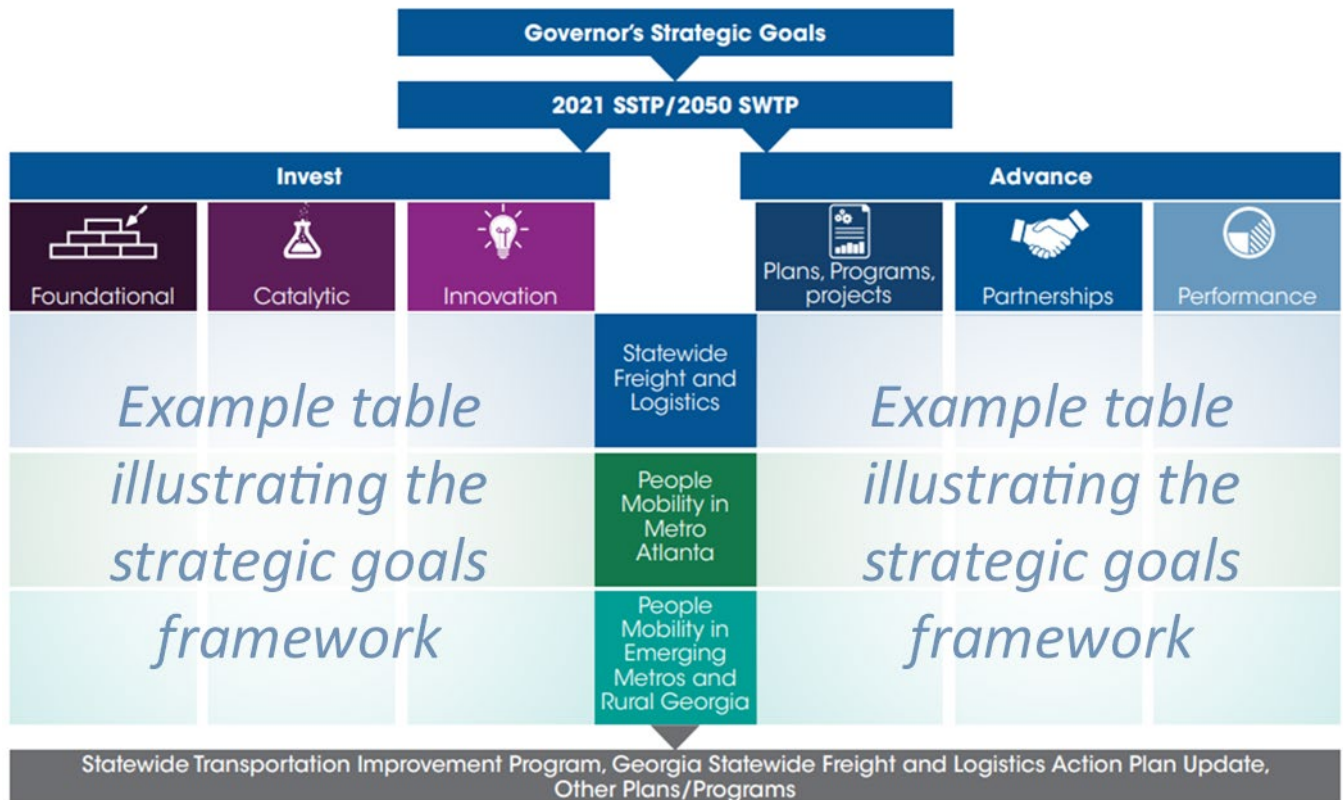 Governor's Strategic Goals
2021 SSTP/2050 SWTP
Invest
Advance
Foundational
Catalytic
Innovation
Plans, Programs,
projects
Partnerships
Performance
Example table
illustrating the
strategic goals
framework
Statewide
Freight and
Logistics
People
Mobility in
Metro
Atlanta
People
Mobility in
Emerging
Metros and
Rural Georgia
Example table
illustrating the
strategic goals
framework
Statewide Transportation Improvement Program, Georgia Statewide Freight and Logistics Action Plan Update,
Other Plans/Programs